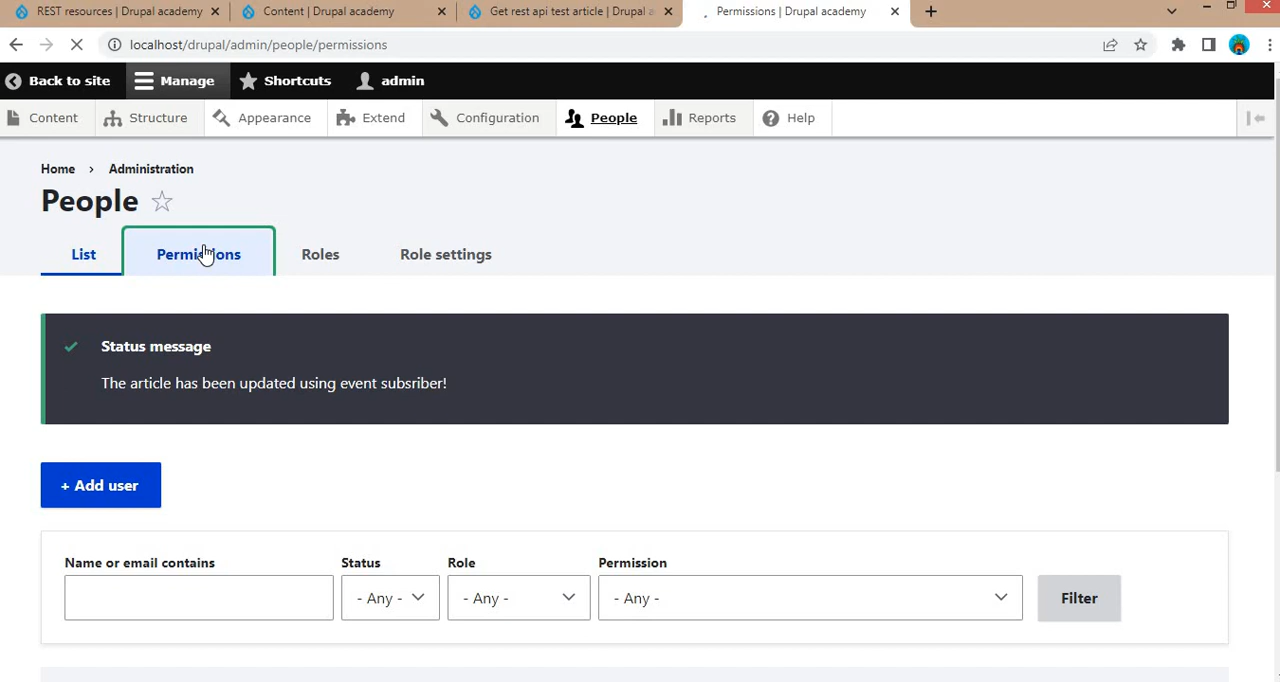 REST resources | Drupal academy
Content | Drupal academy
Get rest api test article | Drupal a
Permissions | Drupal academy
localhost/drupal/admin/people/permissions
Back to site
Manage
Shortcuts
admin
Content
Structure
Appearance
Extend
Configuration
People
Reports
Help
Home › Administration
People
List
Permissions
Roles
Role settings
Status message
The article has been updated using event subsriber!
+ Add user
Name or email contains
Status
Role
Permission
- Any -
- Any -
- Any -
Filter